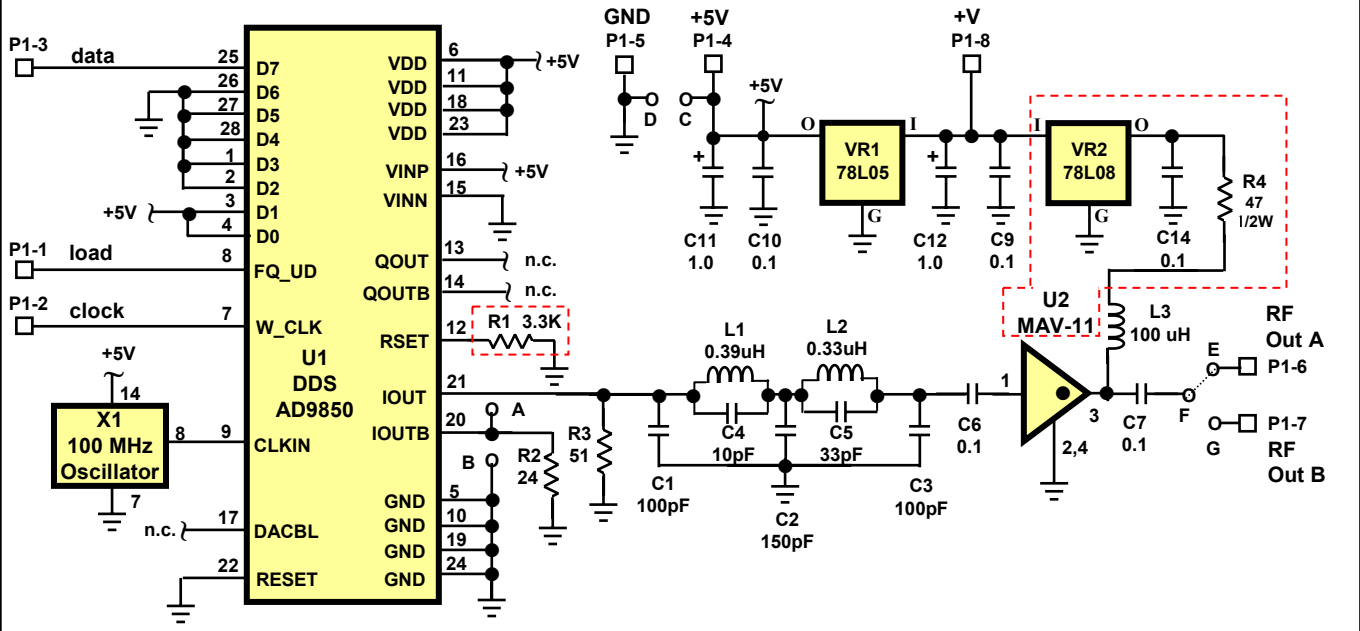 GND
P1-5
D
+5V
P1-4
C
+5V
+V
P1-8
O
VR1
78L05
I
G
I
VR2
78L08
O
G
C11
1.0
C10
0.1
C12
1.0
C9
0.1
C14
0.1
R4
47
1/2W
P1-3
data
P1-1
load
P1-2
clock
+5V
25
26
27
28
1
2
3
4
8
7
9
17
22
D7
D6
D5
D4
D3
D2
D1
D0
FQ_UD
W_CLK
CLKIN
DACBL
RESET
U1
DDS
AD9850
VDD
VDD
VDD
VDD
VINP
VINN
QOUT
QOUTB
RSET
IOUT
IOUTB
GND
GND
GND
GND
6
11
18
23
16
15
13
14
12
21
20
5
10
19
24
+5V
+5V
n.c.
n.c.
R1 3.3K
+5V
14
X1
100 MHz
Oscillator
8
7
n.c.
A
B
R2
24
R3
51
C1
100pF
L1
0.39uH
C4
10pF
C2
150pF
L2
0.33uH
C5
33pF
C3
100pF
C6
0.1
U2
MAV-11
1
3
2,4
L3
100 uH
C7
0.1
E
F
G
RF
Out A
P1-6
P1-7
RF
Out B